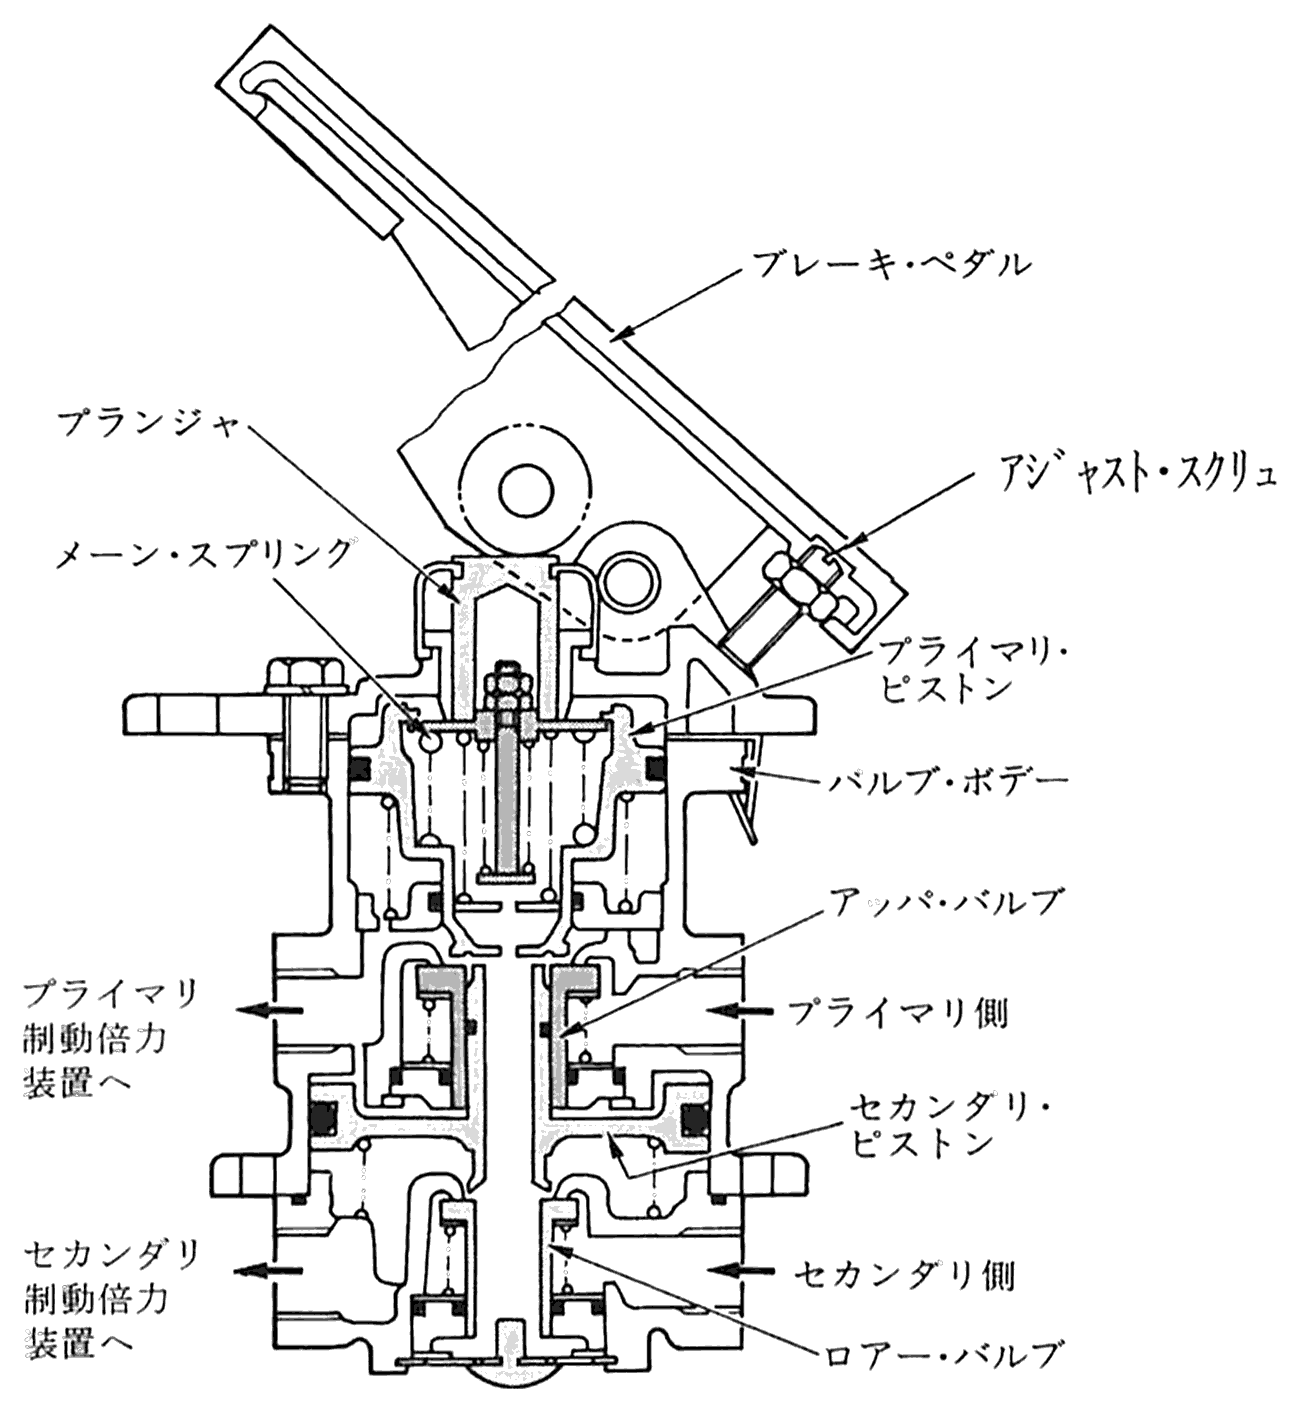 ブレーキ・ペダル
プランジャ
アジャスト・スクリュ
メーン・スプリング
プライマリ・
ピストン
バルブ・ボデー
アッパ・バルブ
プライマリ
制動倍力
装置へ
プライマリ側
セカンダリ・
ピストン
セカンダリ
制動倍力
装置へ
セカンダリ側
ロアー・バルブ